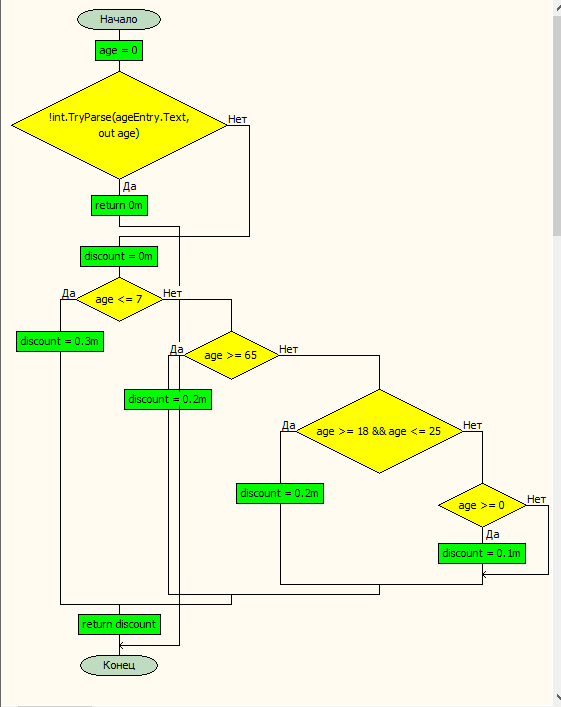 Начало
age = 0
!int.TryParse(ageEntry.Text,
out age)
Нет
Да
return 0m
discount = 0m
Да
age <= 7
Нет
discount = 0.3m
Да
age >= 65
Нет
discount = 0.2m
Да
age >= 18 && age <= 25
Нет
discount = 0.2m
age >= 0
Нет
Да
discount = 0.1m
return discount
Конец